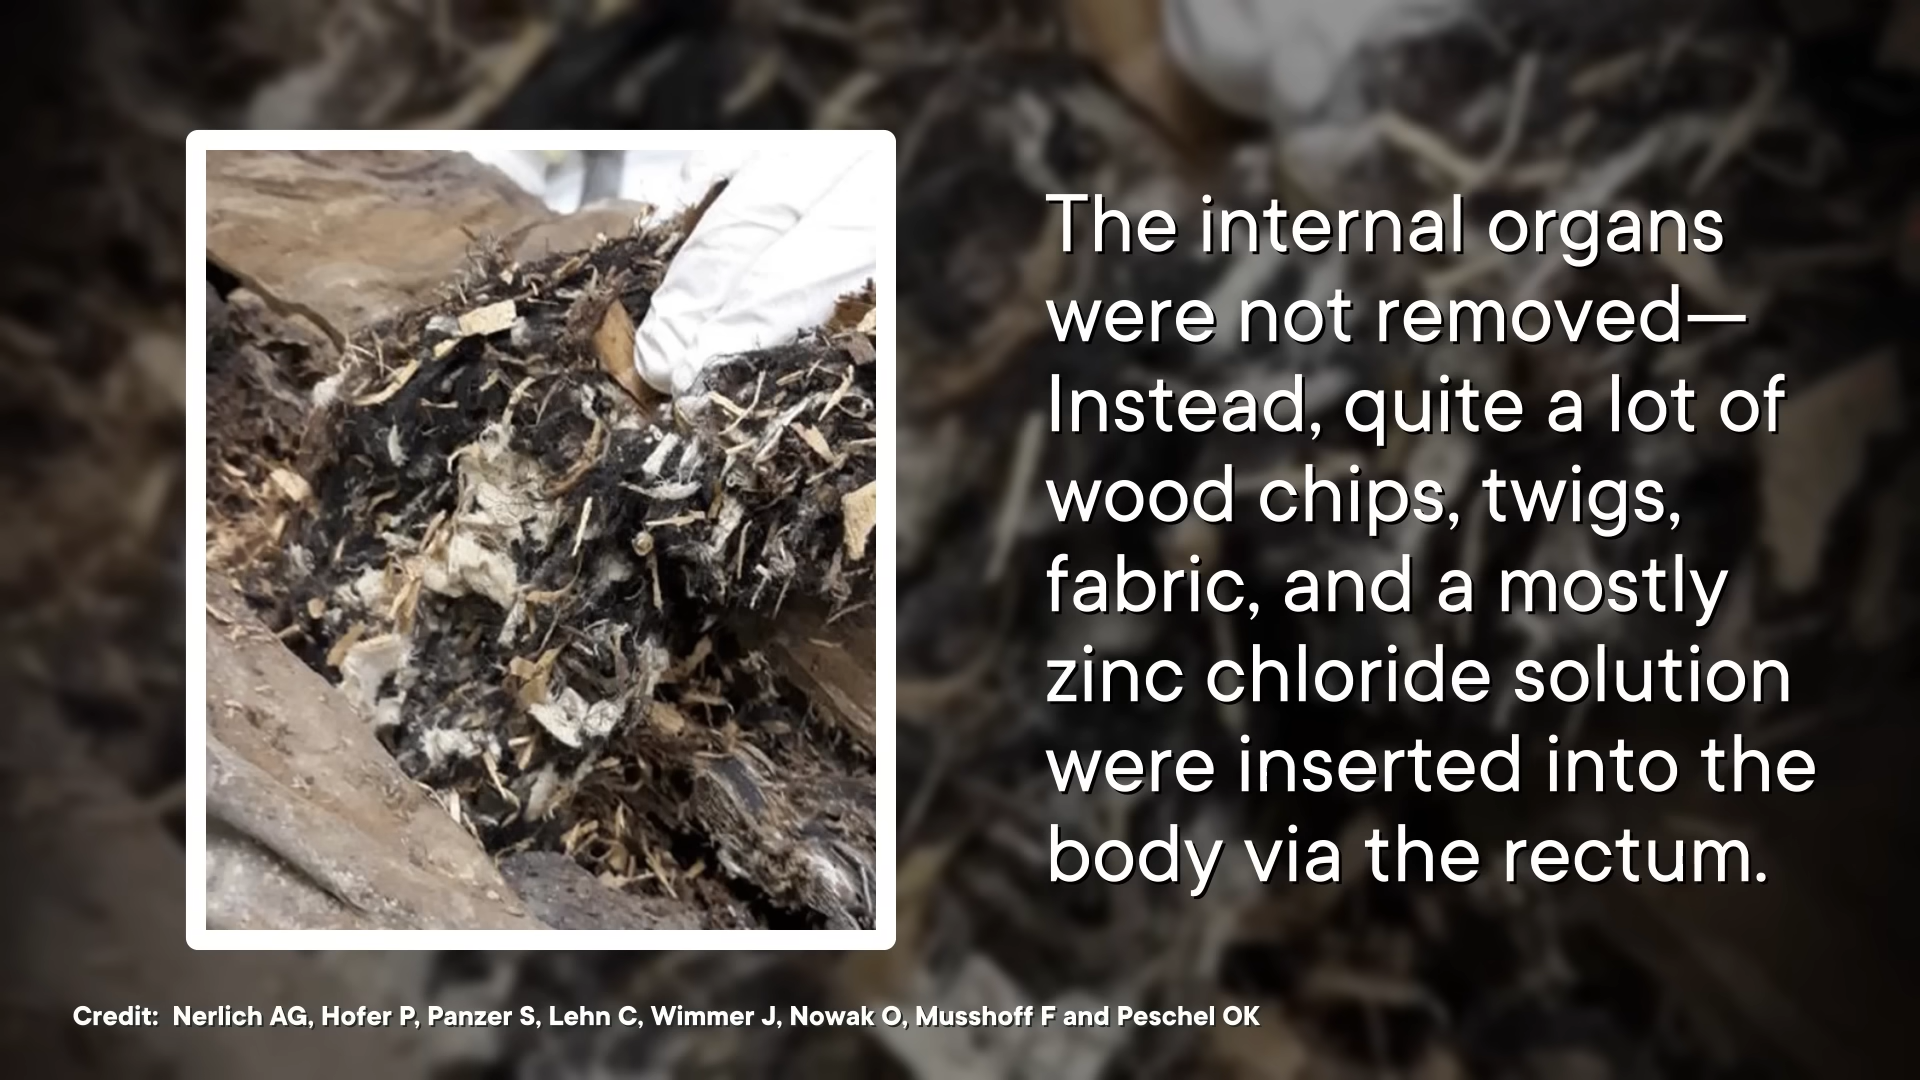 The internal organs
were not removed—
Instead, quite a lot of
wood chips, twigs,
fabric, and a mostly
zinc chloride solution
were inserted into the
body via the rectum.
Credit:  Nerlich AG, Hofer P, Panzer S, Lehn C, Wimmer J, Nowak O, Musshoff F and Peschel OK